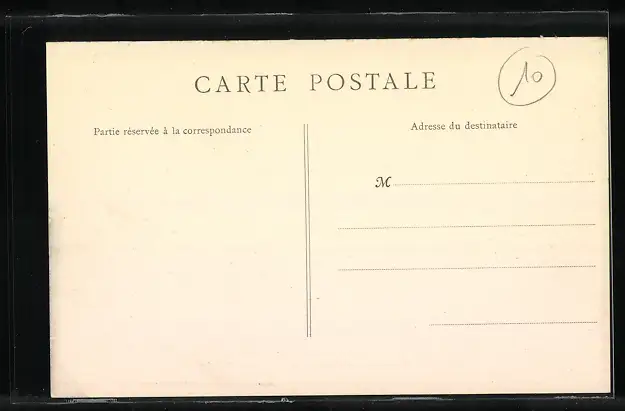 CARTE POSTALE
10
Partie réservée à la correspondance
Adresse du destinataire
M